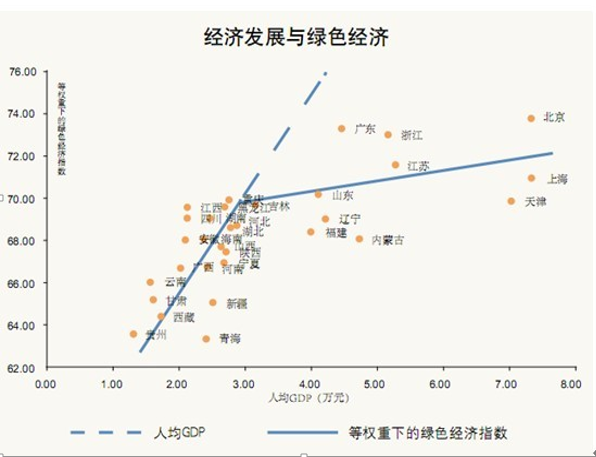 经济发展与绿色经济
76.00
74.00
72.00
70.00
68.00
66.00
64.00
62.00
等权重下的绿色经济指数
北京
广东
浙江
江苏
上海
山东
天津
重庆
江西
黑龙江
吉林
四川
湖南
河北
辽宁
湖北
福建
内蒙古
安徽
海南
山西
陕西
宁夏
广西
河南
云南
甘肃
新疆
西藏
贵州
青海
0.00 1.00 2.00 3.00 4.00 5.00 6.00 7.00 8.00
人均GDP（万元）
人均GDP
等权重下的绿色经济指数